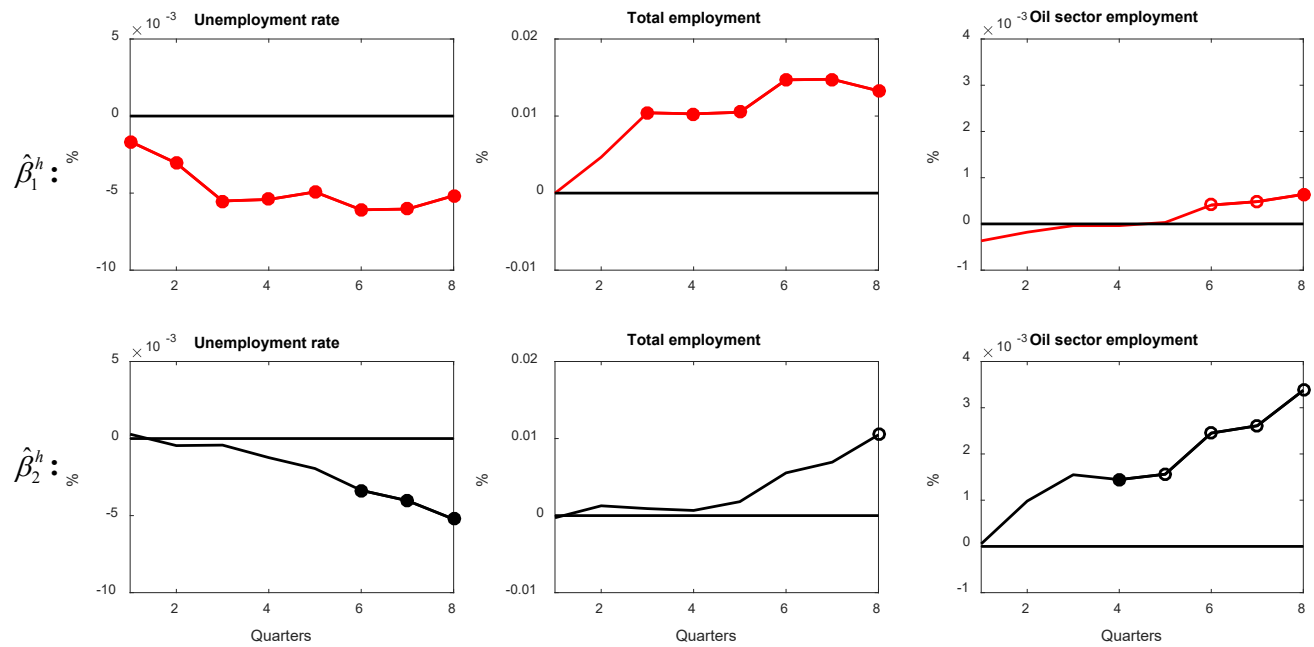 Unemployment rate
Total employment
Oil sector employment
× 10 -3
× 10 -3
5
0
-5
-10
0.02
0.01
0
-0.01
4
3
2
1
0
-1
%
%
%
β̂₁ʰ :
2 4 6 8
2 4 6 8
2 4 6 8
Unemployment rate
Total employment
Oil sector employment
× 10 -3
× 10 -3
5
0
-5
-10
0.02
0.01
0
-0.01
4
3
2
1
0
-1
%
%
%
β̂₂ʰ :
2 4 6 8
2 4 6 8
2 4 6 8
Quarters
Quarters
Quarters